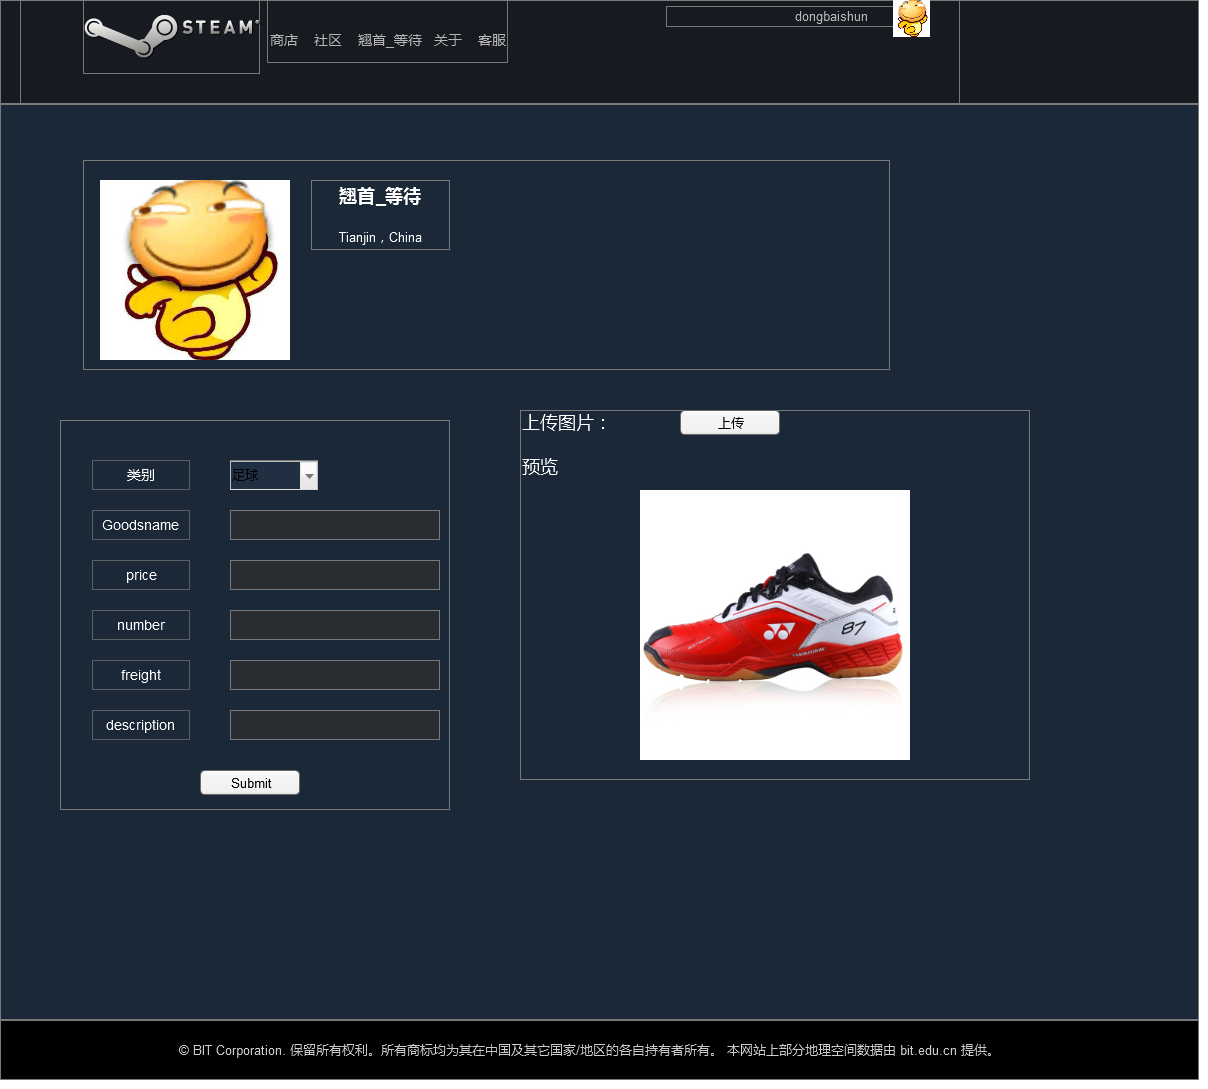 STEAM
商店 社区 翘首_等待 关于 客服
dongbaishun
翘首_等待
Tianjin，China
上传图片：
上传
预览
类别
足球
Goodsname
price
number
freight
description
Submit
87
© BIT Corporation. 保留所有权利。所有商标均为其在中国及其它国家/地区的各自持有者所有。 本网站上部分地理空间数据由 bit.edu.cn 提供。